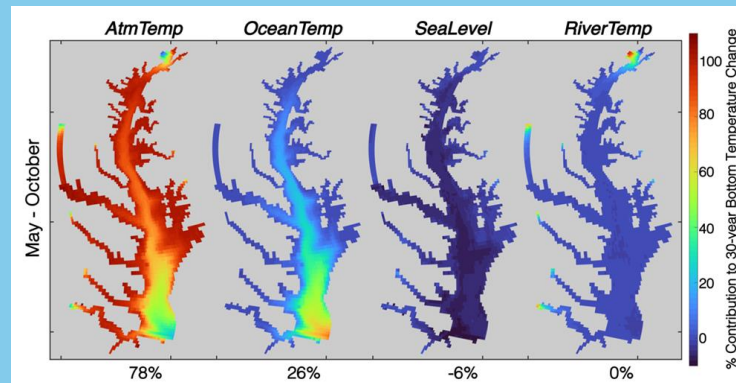 AtmTemp OceanTemp SeaLevel RiverTemp
May - October
100
80
60
40
20
0
% Contribution to 30-year Bottom Temperature Change
78% 26% -6% 0%